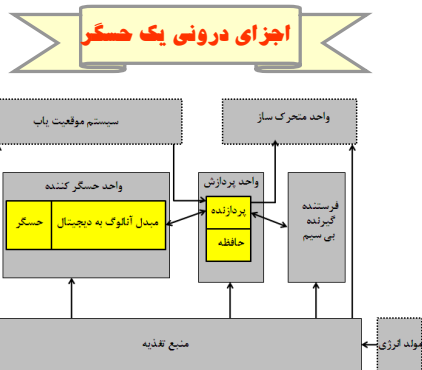 اجزای درونی یک حسگر
واحد متحرک ساز
سیستم موقعیت یاب
فرستنده
گیرنده
بی سیم
واحد پردازش
پردازنده
حافظه
واحد حسگر کننده
مبدل آنالوگ به دیجیتال
حسگر
مولد انرژی
منبع تغذیه